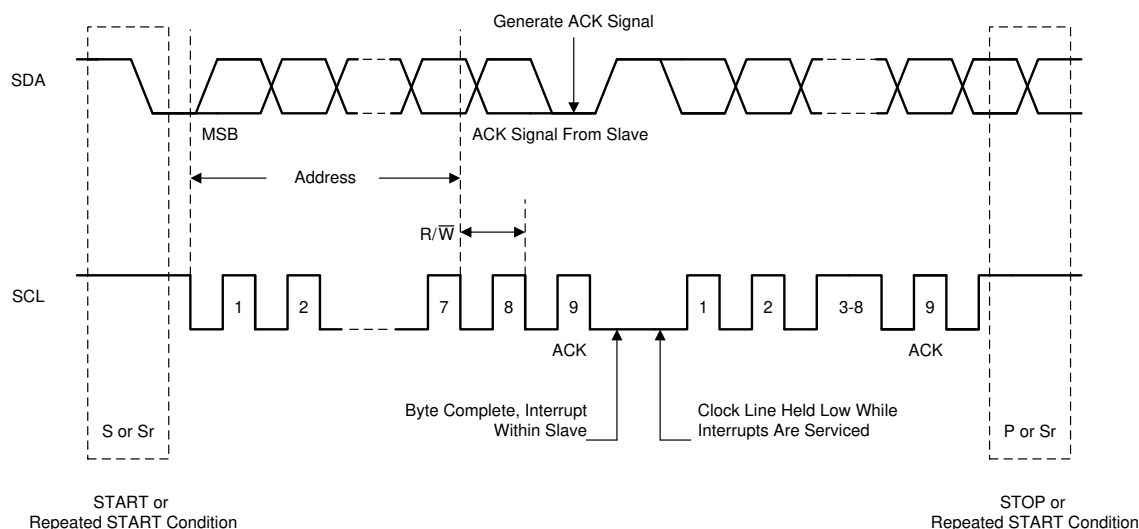 Generate ACK Signal
SDA
MSB
ACK Signal From Slave
Address
R/W̅
SCL
1
2
7
8
9
1
2
3-8
9
ACK
ACK
Byte Complete, Interrupt
Within Slave
Clock Line Held Low While
Interrupts Are Serviced
S or Sr
P or Sr
START or
Repeated START Condition
STOP or
Repeated START Condition